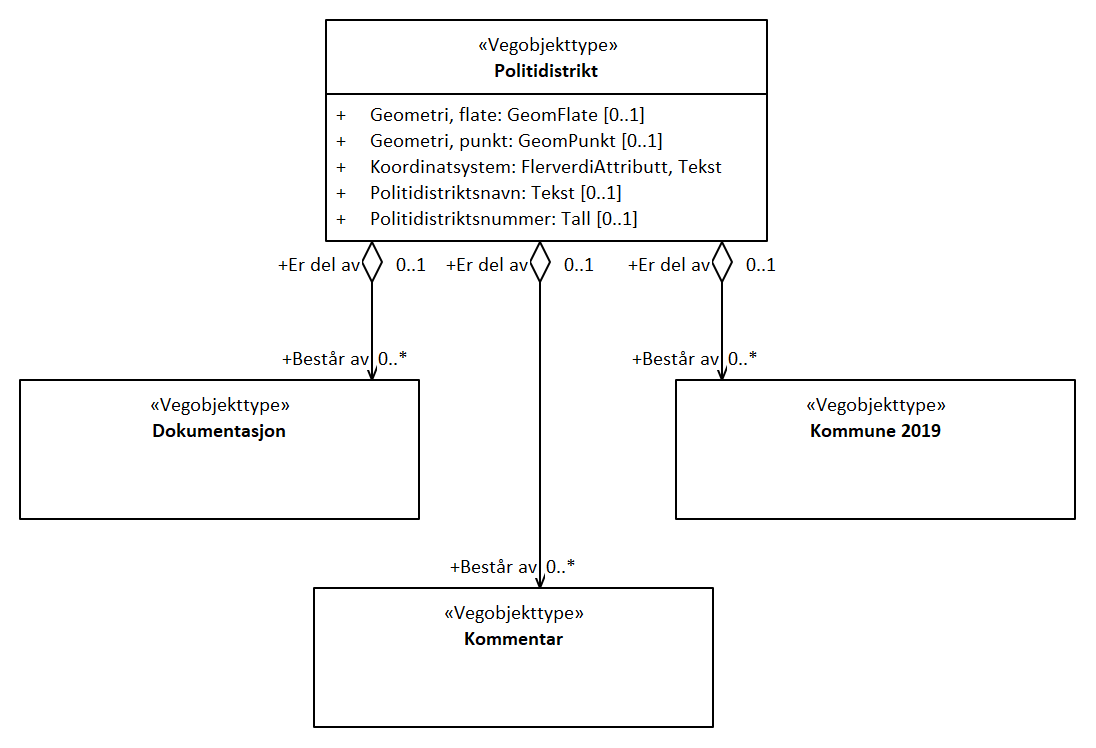 «Vegobjekttype»
Politidistrikt
+ Geometri, flate: GeomFlate [0..1]
+ Geometri, punkt: GeomPunkt [0..1]
+ Koordinatsystem: FlerverdiAttributt, Tekst
+ Politidistriktsnavn: Tekst [0..1]
+ Politidistriktsnummer: Tall [0..1]
+Er del av 0..1 +Er del av 0..1 +Er del av 0..1
+Består av 0..* +Består av 0..*
«Vegobjekttype» «Vegobjekttype»
Dokumentasjon Kommune 2019
+Består av 0..*
«Vegobjekttype»
Kommentar